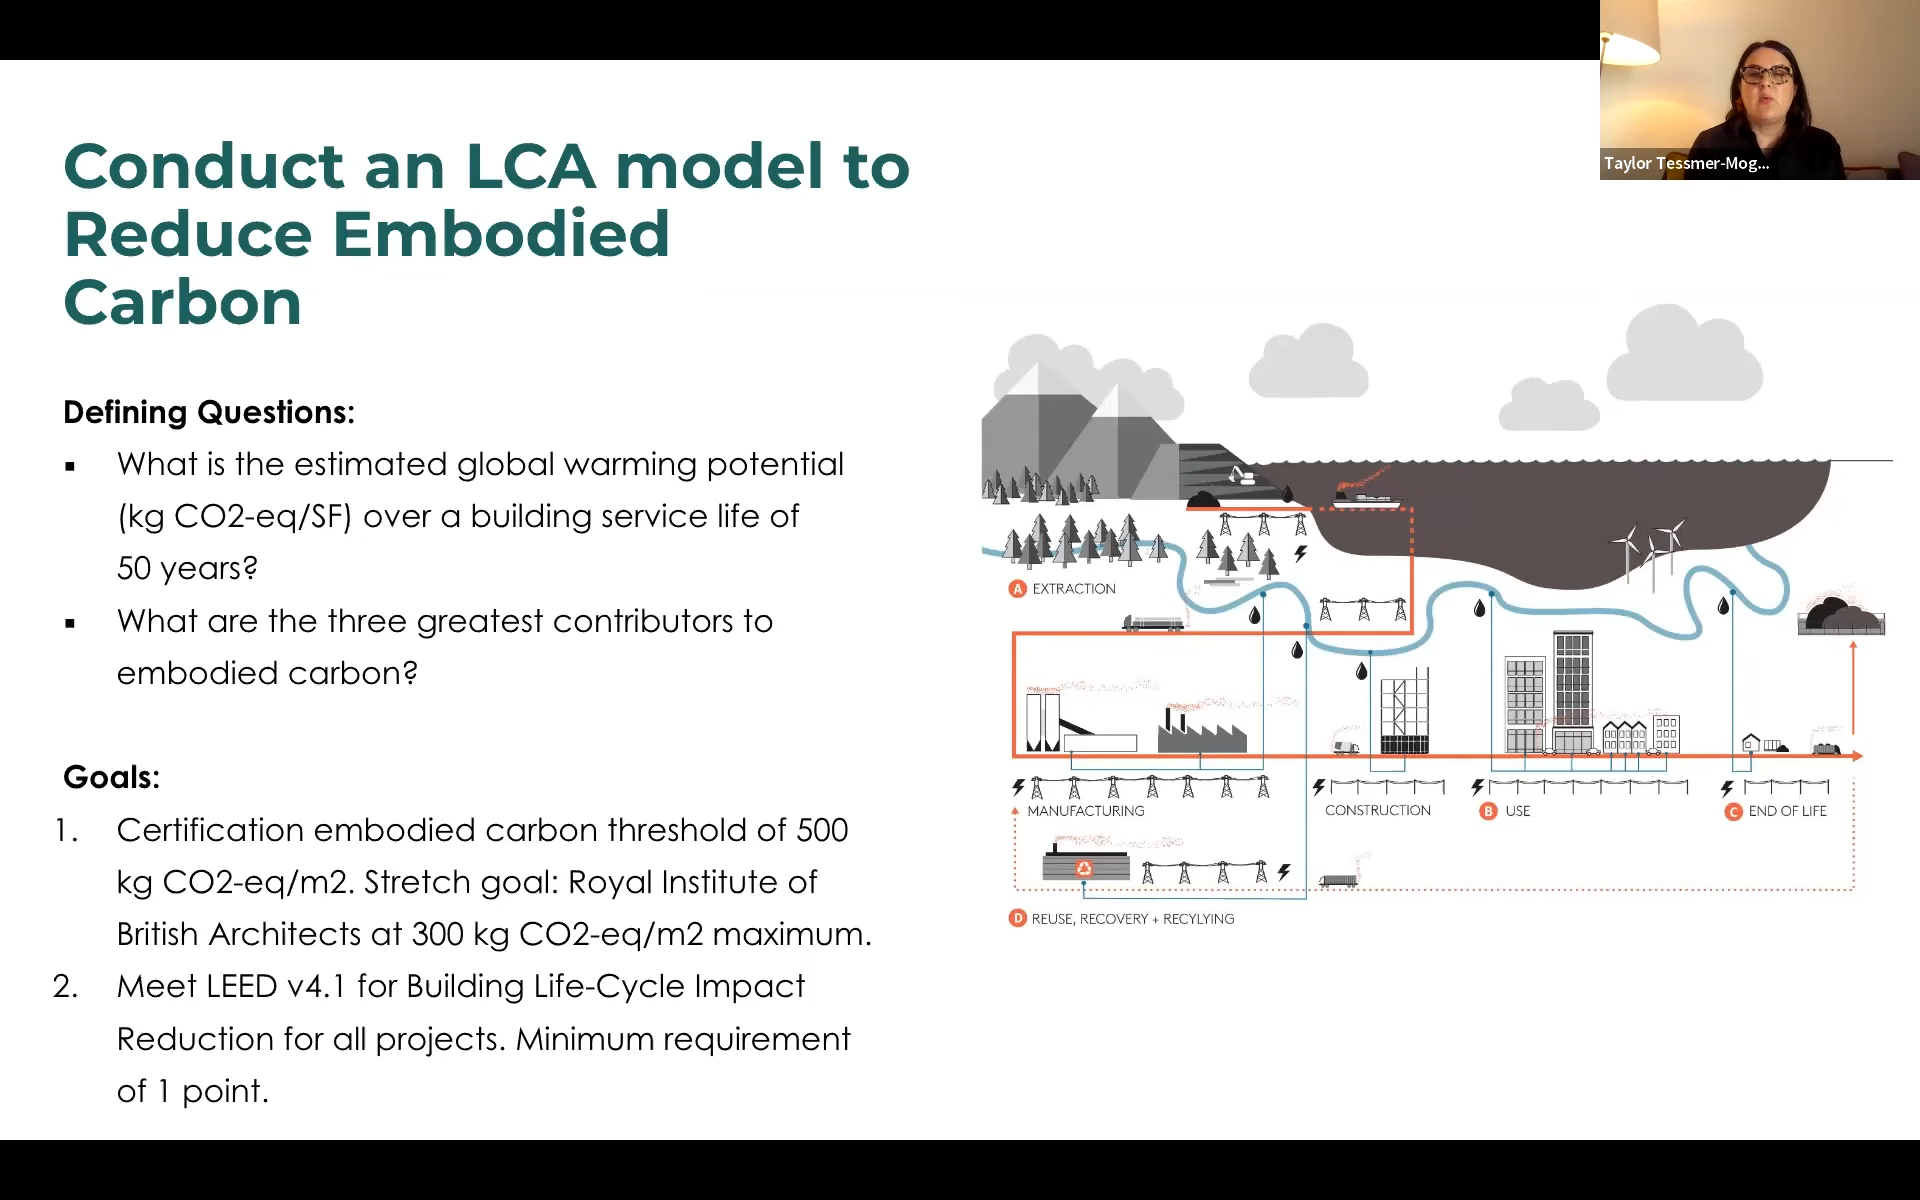 Conduct an LCA model to
Reduce Embodied
Carbon
Taylor Tessmer-Mog...
Defining Questions:
▪ What is the estimated global warming potential
(kg CO2-eq/SF) over a building service life of
50 years?
▪ What are the three greatest contributors to
embodied carbon?
Goals:
1. Certification embodied carbon threshold of 500
kg CO2-eq/m2. Stretch goal: Royal Institute of
British Architects at 300 kg CO2-eq/m2 maximum.
2. Meet LEED v4.1 for Building Life-Cycle Impact
Reduction for all projects. Minimum requirement
of 1 point.
A EXTRACTION
MANUFACTURING
CONSTRUCTION
B USE
C END OF LIFE
D REUSE, RECOVERY + RECYLYING